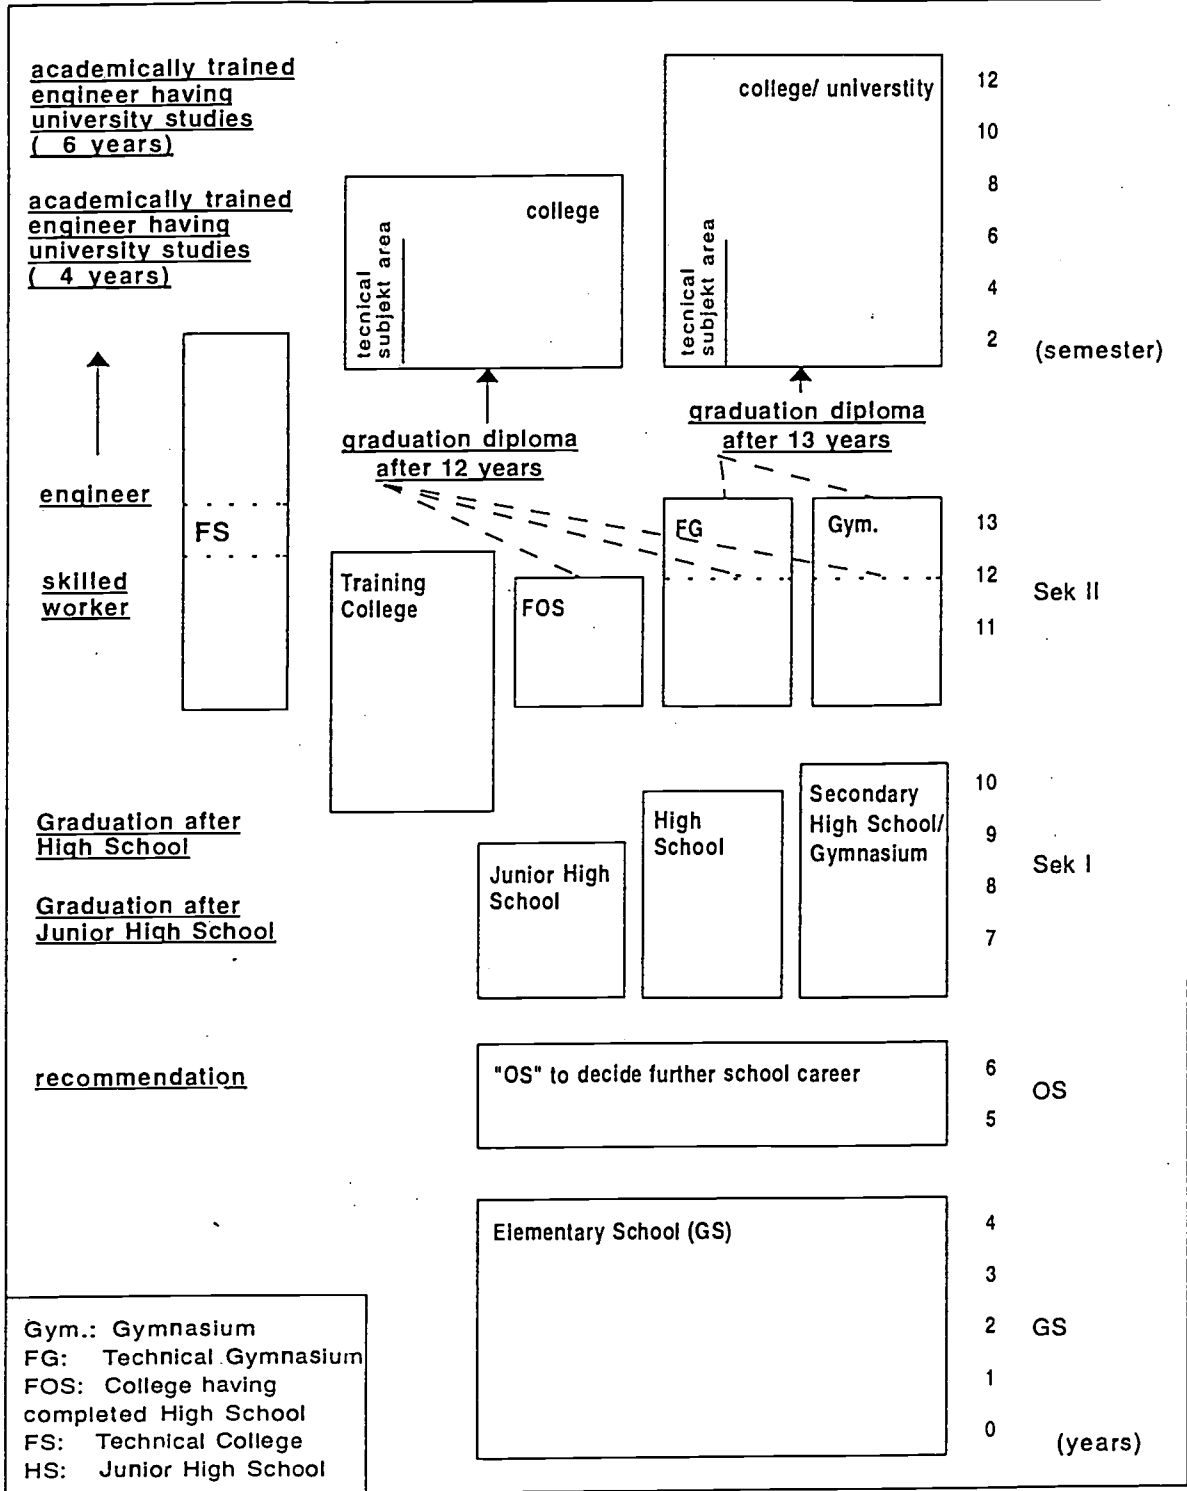 academically trained
engineer having
university studies
( 6 years)
academically trained
engineer having
university studies
( 4 years)
engineer
skilled
worker
Graduation after
High School
Graduation after
Junior High School
recommendation
FS
college
tecnical
subjekt area
college/ universtity
tecnical
subjekt area
graduation diploma
after 12 years
graduation diploma
after 13 years
Training
College
FOS
FG
Gym.
Junior High
School
High
School
Secondary
High School/
Gymnasium
"OS" to decide further school career
Elementary School (GS)
12
10
8
6
4
2
(semester)
13
12
11
Sek II
10
9
8
7
Sek I
6
5
OS
4
3
2
1
0
GS
(years)
Gym.: Gymnasium
FG: Technical Gymnasium
FOS: College having
completed High School
FS: Technical College
HS: Junior High School